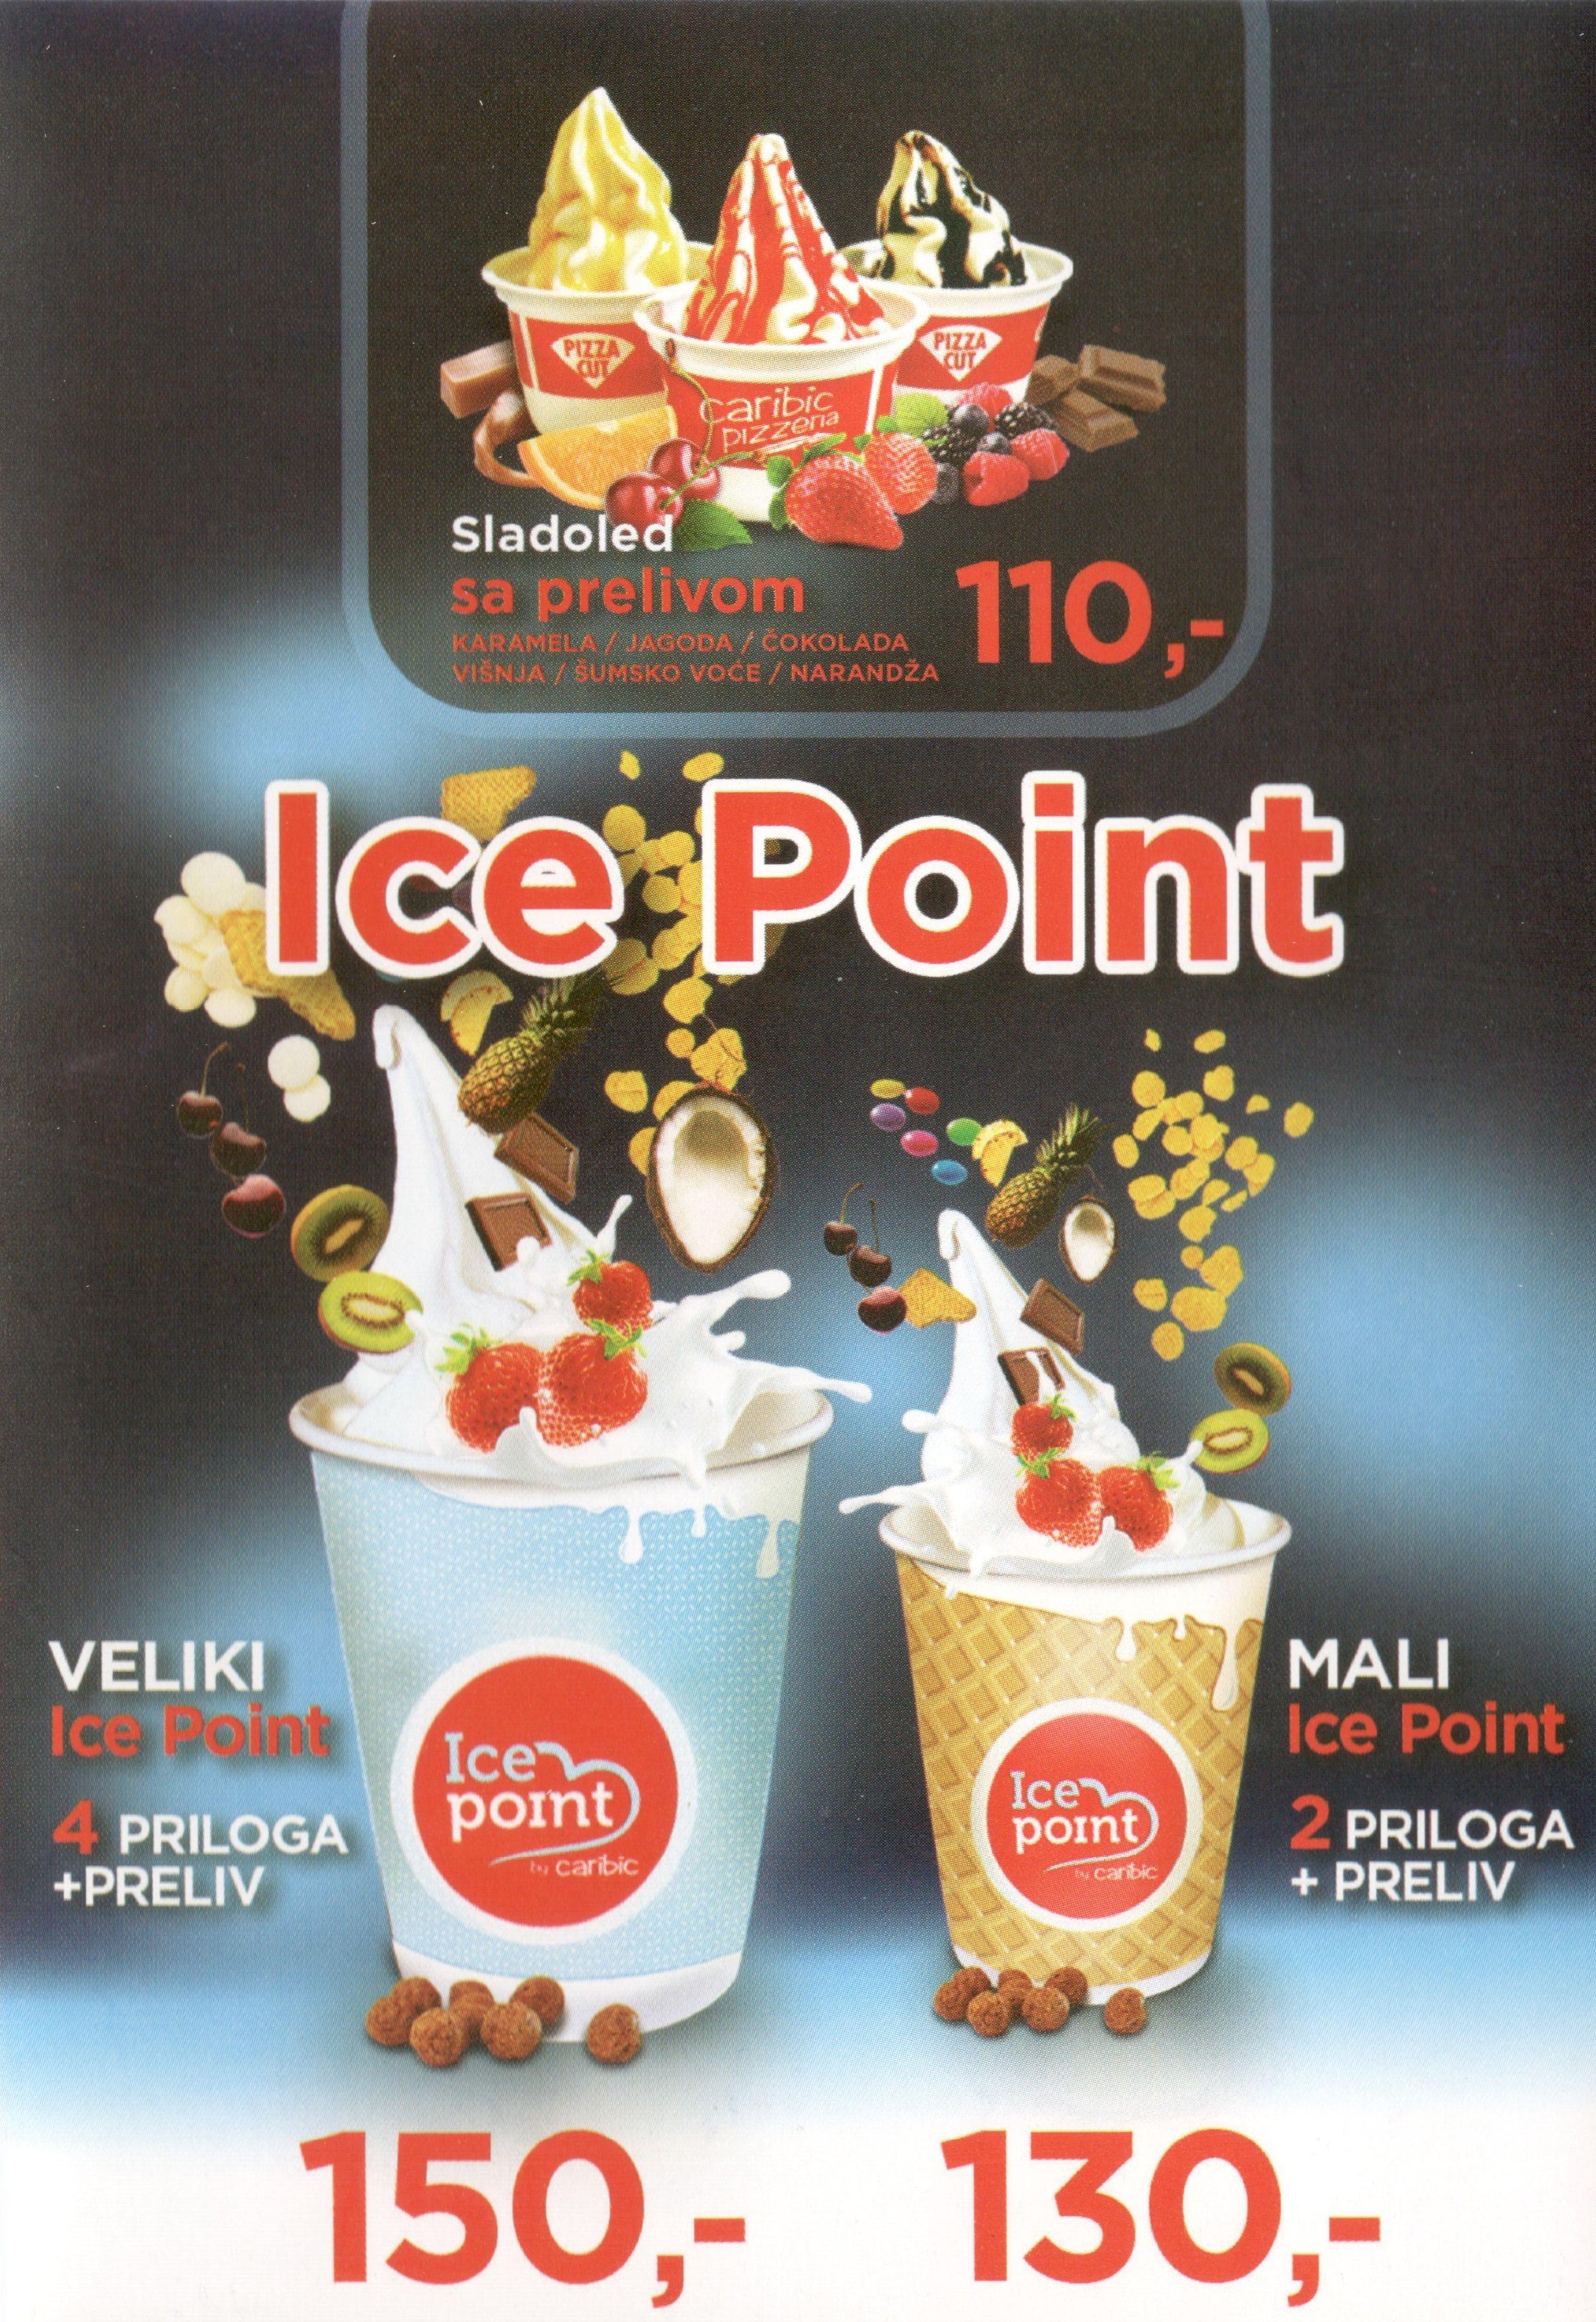 PIZZA
CUT
PIZZA
CUT
caribic
pizzeria
Sladoled
sa prelivom
KARAMELA / JAGODA / ČOKOLADA
VIŠNJA / ŠUMSKO VOĆE / NARANDŽA
110,-
Ice Point
VELIKI
Ice Point
4 PRILOGA
+PRELIV
Ice
point
by caribic
MALI
Ice Point
2 PRILOGA
+ PRELIV
Ice
point
by caribic
150,-
130,-